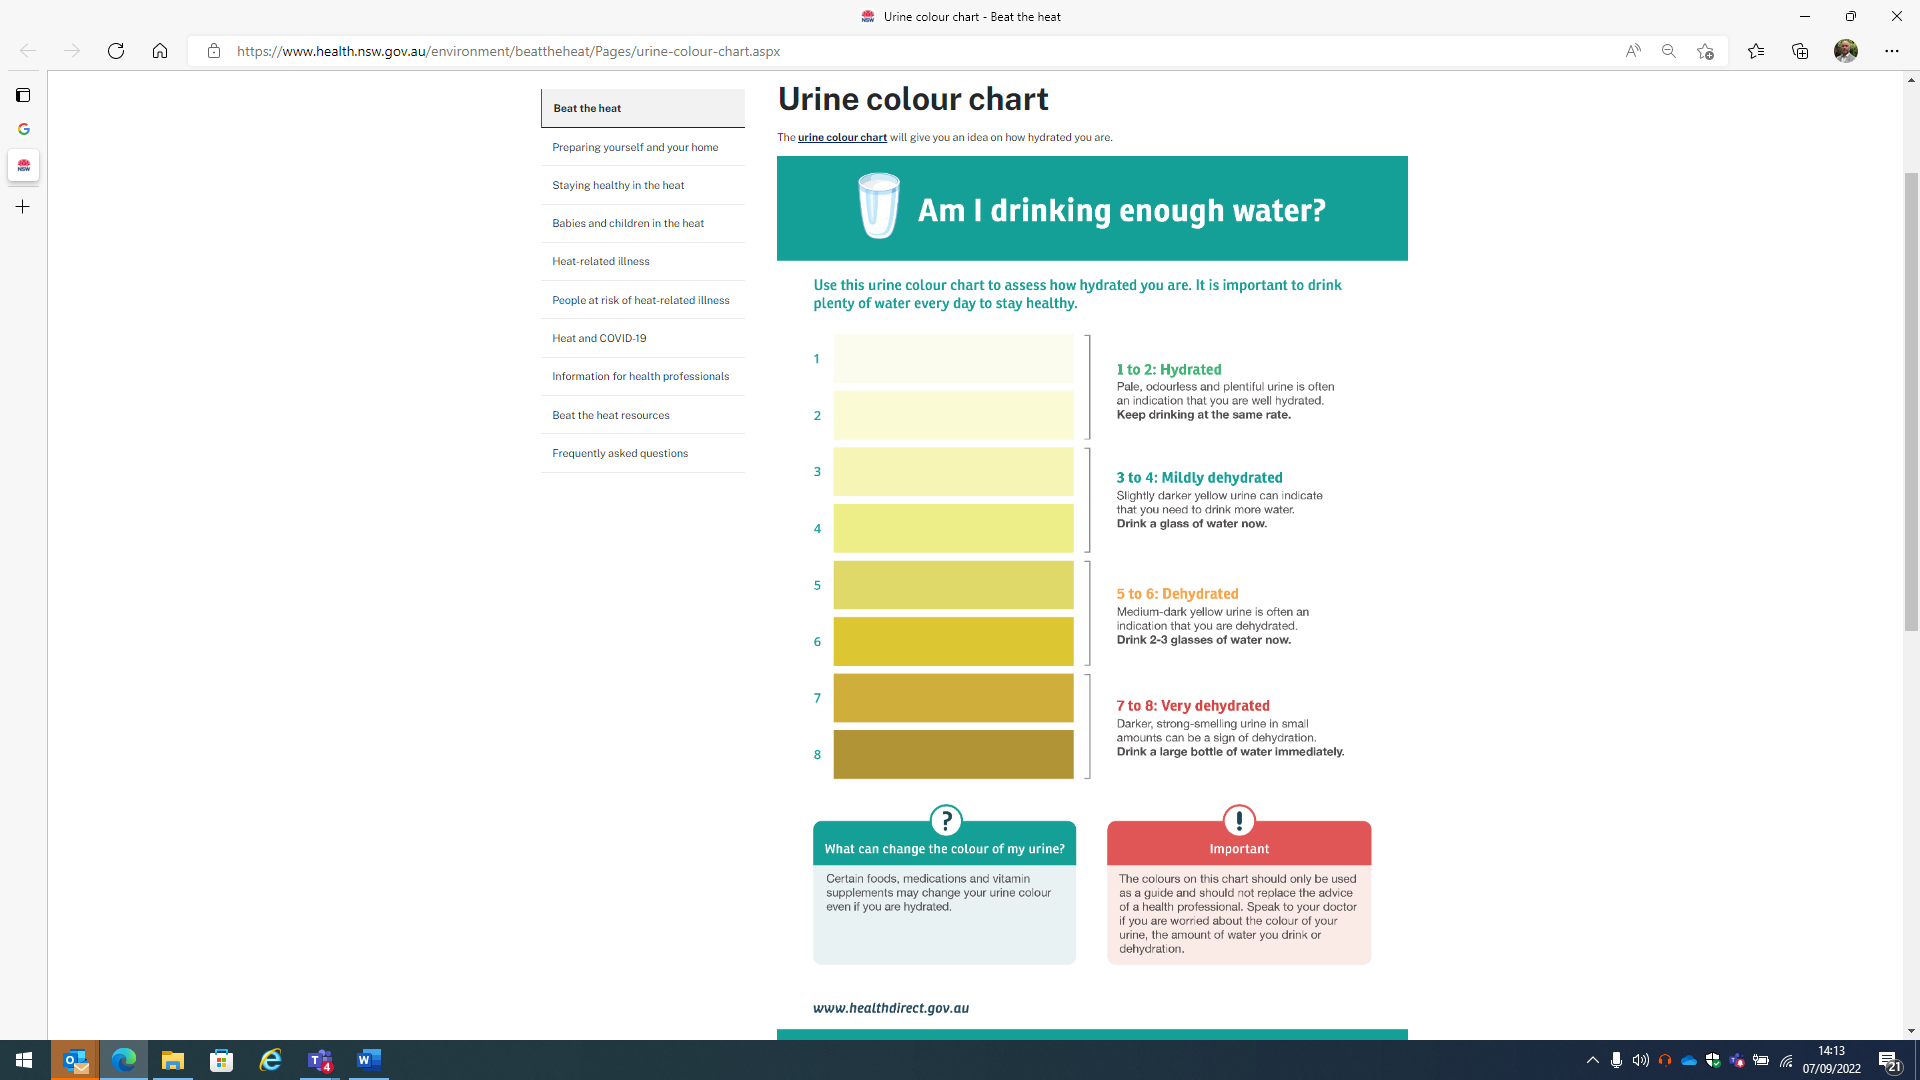 Urine colour chart - Beat the heat
https://www.health.nsw.gov.au/environment/beattheheat/Pages/urine-colour-chart.aspx
Beat the heat
Preparing yourself and your home
Staying healthy in the heat
Babies and children in the heat
Heat-related illness
People at risk of heat-related illness
Heat and COVID-19
Information for health professionals
Beat the heat resources
Frequently asked questions
Urine colour chart
The urine colour chart will give you an idea on how hydrated you are.
Am I drinking enough water?
Use this urine colour chart to assess how hydrated you are. It is important to drink
plenty of water every day to stay healthy.
1
2
1 to 2: Hydrated
Pale, odourless and plentiful urine is often
an indication that you are well hydrated.
Keep drinking at the same rate.
3
4
3 to 4: Mildly dehydrated
Slightly darker yellow urine can indicate
that you need to drink more water.
Drink a glass of water now.
5
6
5 to 6: Dehydrated
Medium-dark yellow urine is often an
indication that you are dehydrated.
Drink 2-3 glasses of water now.
7
8
7 to 8: Very dehydrated
Darker, strong-smelling urine in small
amounts can be a sign of dehydration.
Drink a large bottle of water immediately.
?
What can change the colour of my urine?
Certain foods, medications and vitamin
supplements may change your urine colour
even if you are hydrated.
!
Important
The colours on this chart should only be used
as a guide and should not replace the advice
of a health professional. Speak to your doctor
if you are worried about the colour of your
urine, the amount of water you drink or
dehydration.
www.healthdirect.gov.au
14:13
07/09/2022
21
4